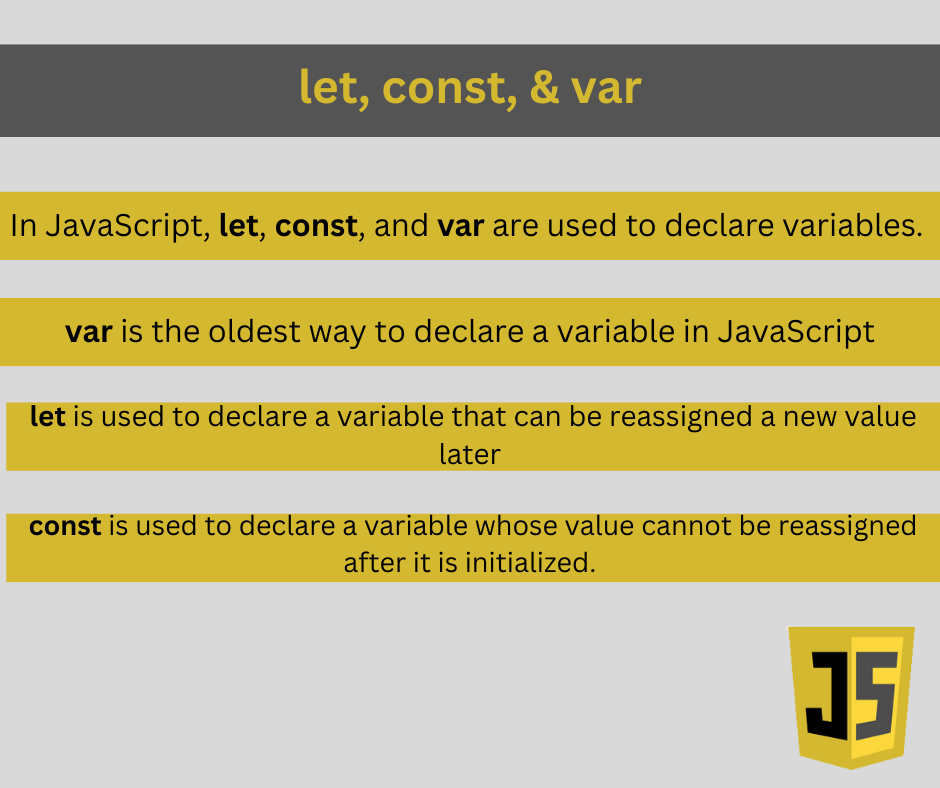 let, const, & var
In JavaScript, let, const, and var are used to declare variables.
var is the oldest way to declare a variable in JavaScript
let is used to declare a variable that can be reassigned a new value
later
const is used to declare a variable whose value cannot be reassigned
after it is initialized.
JS